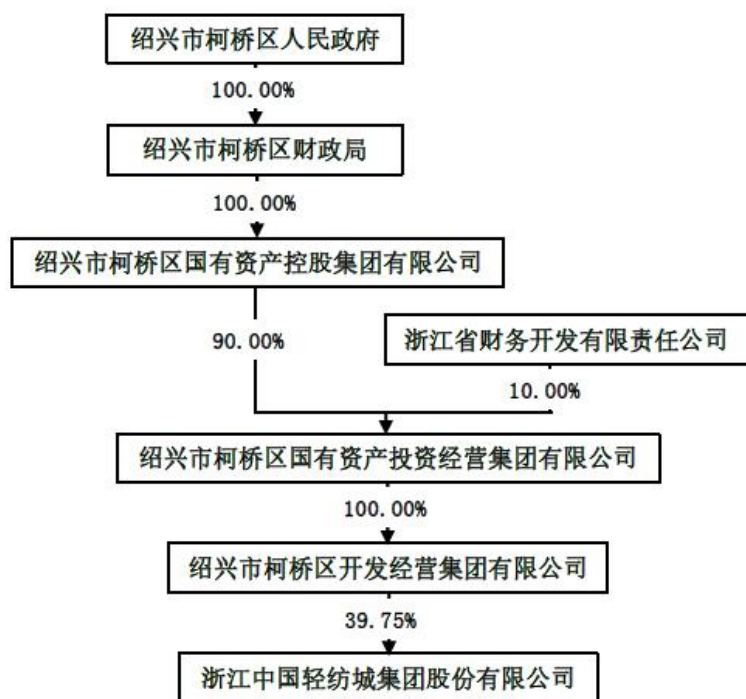 绍兴市柯桥区人民政府
100.00%
绍兴市柯桥区财政局
100.00%
绍兴市柯桥区国有资产控股集团有限公司
90.00%
浙江省财务开发有限责任公司
10.00%
绍兴市柯桥区国有资产投资经营集团有限公司
100.00%
绍兴市柯桥区开发经营集团有限公司
39.75%
浙江中国轻纺城集团股份有限公司